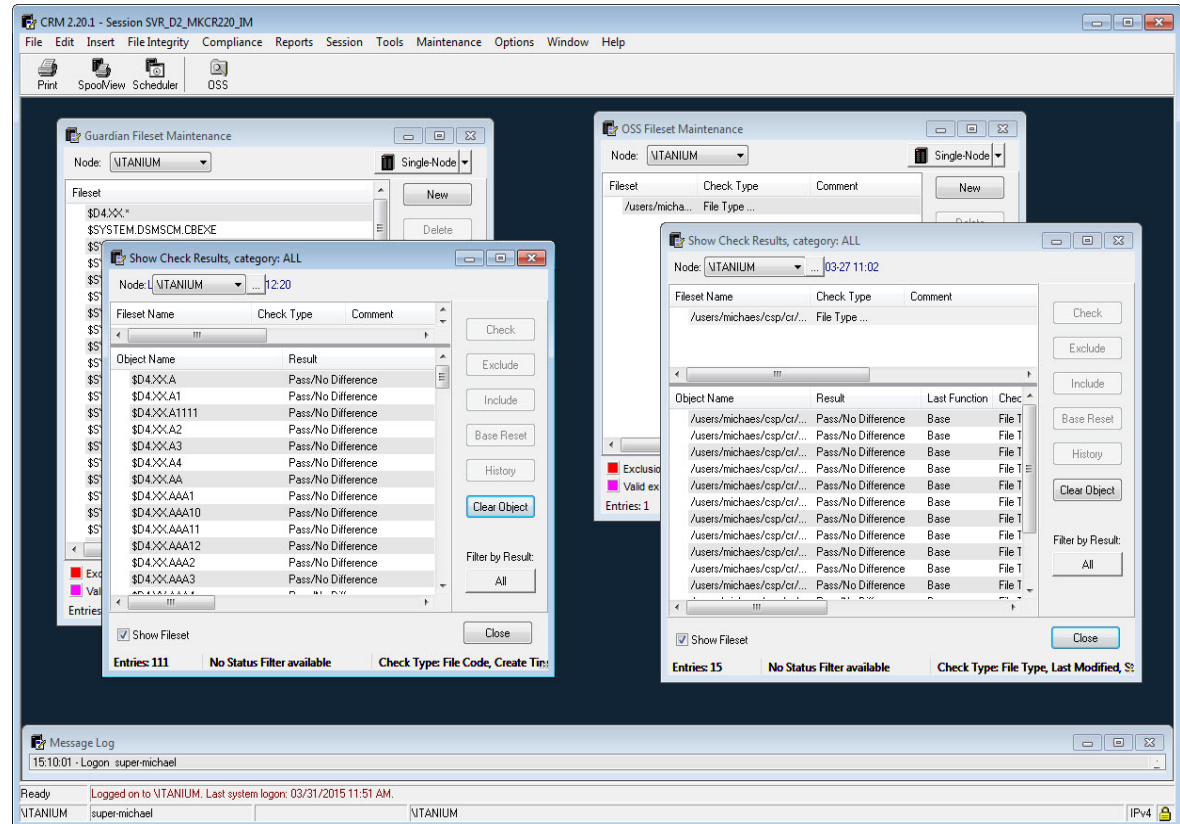 CRM 2.20.1 - Session SVR_D2_MKCR220_IM
File Edit Insert File Integrity Compliance Reports Session Tools Maintenance Options Window Help
Print SpoolView Scheduler OSS
Guardian Fileset Maintenance
Node: \ITANIUM Single-Node
Fileset
New
$D4.XX.*
$SYSTEM.DSMSCM.CBEXE
Delete
Entries
Show Check Results, category: ALL
Node: \ITANIUM ... 12:20
Fileset Name Check Type Comment
Check
Object Name Result
Exclude
$D4.XX.A Pass/No Difference
$D4.XX.A1 Pass/No Difference
Include
$D4.XX.A1111 Pass/No Difference
$D4.XX.A2 Pass/No Difference
Base Reset
$D4.XX.A3 Pass/No Difference
$D4.XX.A4 Pass/No Difference
History
$D4.XX.AA Pass/No Difference
$D4.XX.AAA1 Pass/No Difference
Clear Object
$D4.XX.AAA10 Pass/No Difference
$D4.XX.AAA11 Pass/No Difference
$D4.XX.AAA12 Pass/No Difference
Filter by Result:
$D4.XX.AAA2 Pass/No Difference
$D4.XX.AAA3 Pass/No Difference
All
Show Fileset
Close
Entries: 111 No Status Filter available Check Type: File Code, Create
OSS Fileset Maintenance
Node: \ITANIUM Single-Node
Fileset Check Type Comment
New
/users/micha... File Type ...
Exclusio
Valid ex
Entries: 1
Show Check Results, category: ALL
Node: \ITANIUM ... 03-27 11:02
Fileset Name Check Type Comment
/users/michaes/csp/cr/... File Type ...
Check
Exclude
Include
Object Name Result Last Function Chec
/users/michaes/csp/cr/... Pass/No Difference Base File T
Base Reset
/users/michaes/csp/cr/... Pass/No Difference Base File T
/users/michaes/csp/cr/... Pass/No Difference Base File T
History
/users/michaes/csp/cr/... Pass/No Difference Base File T
/users/michaes/csp/cr/... Pass/No Difference Base File T
Clear Object
/users/michaes/csp/cr/... Pass/No Difference Base File T
/users/michaes/csp/cr/... Pass/No Difference Base File T
/users/michaes/csp/cr/... Pass/No Difference Base File T
Filter by Result:
/users/michaes/csp/cr/... Pass/No Difference Base File T
/users/michaes/csp/cr/... Pass/No Difference Base File T
All
/users/michaes/csp/cr/... Pass/No Difference Base File T
Show Fileset
Close
Entries: 15 No Status Filter available Check Type: File Type, Last Modified,
Message Log
15:10:01 - Logon super-michael
Ready Logged on to \ITANIUM. Last system logon: 03/31/2015 11:51 AM.
\ITANIUM super-michael \ITANIUM IPv4